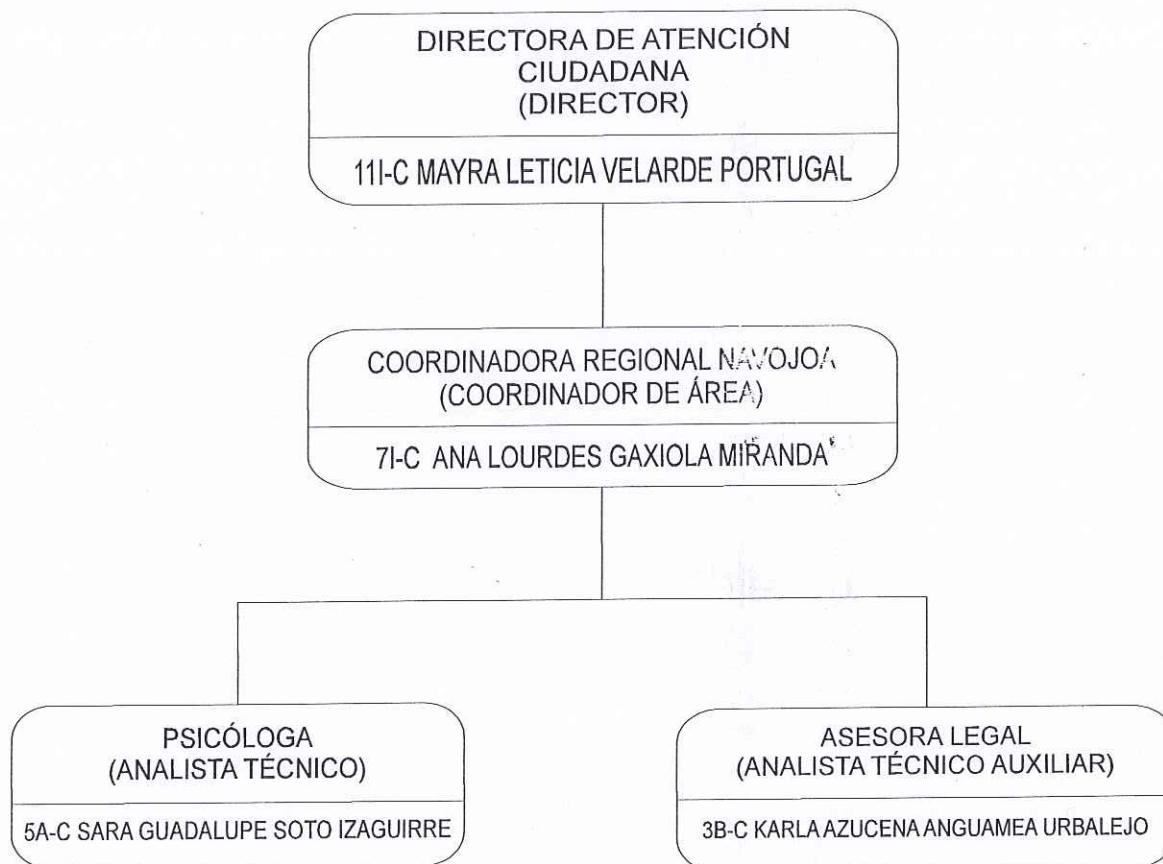 DIRECTORA DE ATENCIÓN
CIUDADANA
(DIRECTOR)
11I-C MAYRA LETICIA VELARDE PORTUGAL
COORDINADORA REGIONAL NAVOJOA
(COORDINADOR DE ÁREA)
7I-C ANA LOURDES GAXIOLA MIRANDA
PSICÓLOGA
(ANALISTA TÉCNICO)
5A-C SARA GUADALUPE SOTO IZAGUIRRE
ASESORA LEGAL
(ANALISTA TÉCNICO AUXILIAR)
3B-C KARLA AZUCENA ANGUAMEA URBALEJO